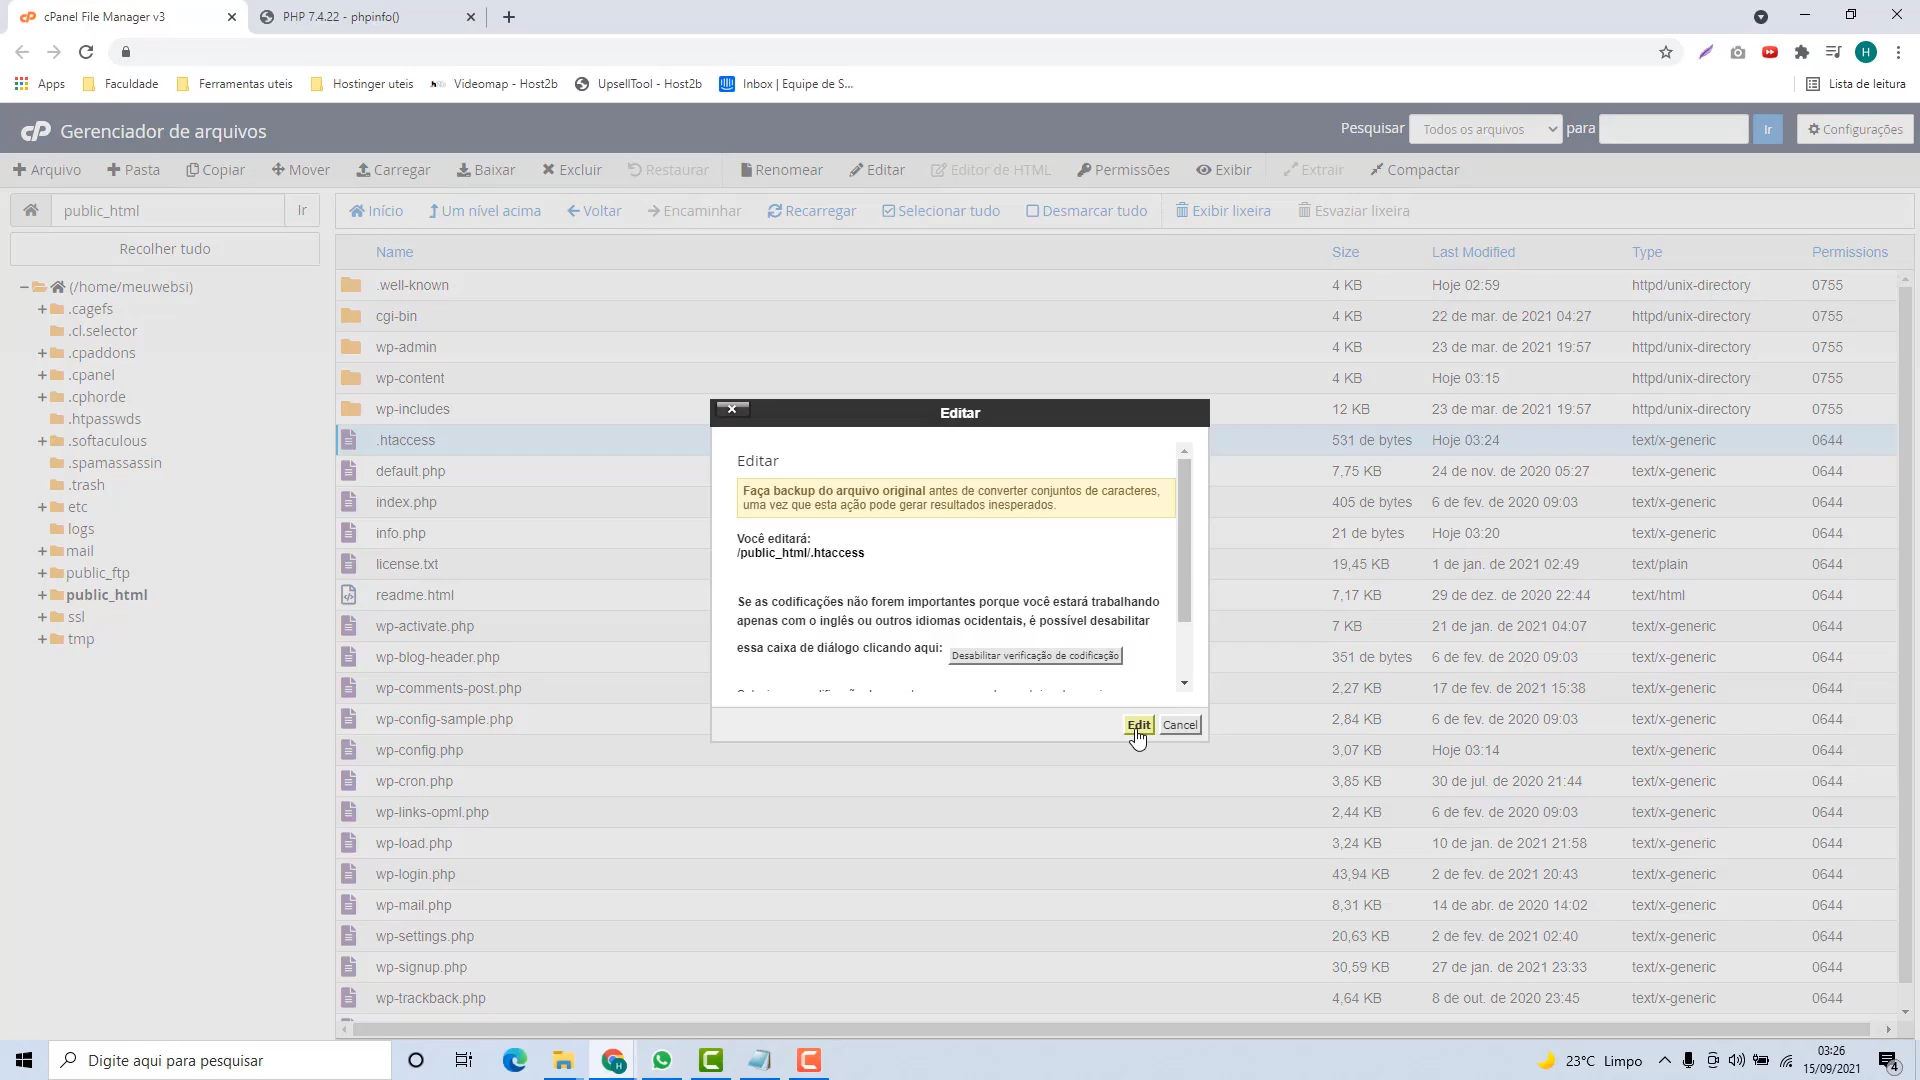 cPanel File Manager v3
PHP 7.4.22 - phpinfo()
Apps
Faculdade
Ferramentas uteis
Hostinger uteis
Videomap - Host2b
UpsellTool - Host2b
Inbox | Equipe de S...
Lista de leitura
cP Gerenciador de arquivos
Pesquisar Todos os arquivos para Ir Configurações
Arquivo Pasta Copiar Mover Carregar Baixar Excluir Restaurar Renomear Editar Editor de HTML Permissões Exibir Extrair Compactar
public_html Ir
Início Um nível acima Voltar Encaminhar Recarregar Selecionar tudo Desmarcar tudo Exibir lixeira Esvaziar lixeira
Recolher tudo
(/home/meuwebsi)
.cagefs
.cl.selector
.cpaddons
.cpanel
.cphorde
.htpasswds
.softaculous
.spamassassin
.trash
etc
logs
mail
public_ftp
public_html
ssl
tmp
Name Size Last Modified Type Permissions
.well-known 4 KB Hoje 02:59 httpd/unix-directory 0755
cgi-bin 4 KB 22 de mar. de 2021 04:27 httpd/unix-directory 0755
wp-admin 4 KB 23 de mar. de 2021 19:57 httpd/unix-directory 0755
wp-content 4 KB Hoje 03:15 httpd/unix-directory 0755
wp-includes 12 KB 23 de mar. de 2021 19:57 httpd/unix-directory 0755
.htaccess 531 de bytes Hoje 03:24 text/x-generic 0644
default.php 7,75 KB 24 de nov. de 2020 05:27 text/x-generic 0644
index.php 405 de bytes 6 de fev. de 2020 09:03 text/x-generic 0644
info.php 21 de bytes Hoje 03:20 text/x-generic 0644
license.txt 19,45 KB 1 de jan. de 2021 02:49 text/plain 0644
readme.html 7,17 KB 29 de dez. de 2020 22:44 text/html 0644
wp-activate.php 7 KB 21 de jan. de 2021 04:07 text/x-generic 0644
wp-blog-header.php 351 de bytes 6 de fev. de 2020 09:03 text/x-generic 0644
wp-comments-post.php 2,27 KB 17 de fev. de 2021 15:38 text/x-generic 0644
wp-config-sample.php 2,84 KB 6 de fev. de 2020 09:03 text/x-generic 0644
wp-config.php 3,07 KB Hoje 03:14 text/x-generic 0644
wp-cron.php 3,85 KB 30 de jul. de 2020 21:44 text/x-generic 0644
wp-links-opml.php 2,44 KB 6 de fev. de 2020 09:03 text/x-generic 0644
wp-load.php 3,24 KB 10 de jan. de 2021 21:58 text/x-generic 0644
wp-login.php 43,94 KB 2 de fev. de 2021 20:43 text/x-generic 0644
wp-mail.php 8,31 KB 14 de abr. de 2020 14:02 text/x-generic 0644
wp-settings.php 20,63 KB 2 de fev. de 2021 02:40 text/x-generic 0644
wp-signup.php 30,59 KB 27 de jan. de 2021 23:33 text/x-generic 0644
wp-trackback.php 4,64 KB 8 de out. de 2020 23:45 text/x-generic 0644
Editar
Editar
Faça backup do arquivo original antes de converter conjuntos de caracteres,
uma vez que esta ação pode gerar resultados inesperados.
Você editará:
/public_html/.htaccess
Se as codificações não forem importantes porque você estará trabalhando
apenas com o inglês ou outros idiomas ocidentais, é possível desabilitar
essa caixa de diálogo clicando aqui: Desabilitar verificação de codificação
Edit Cancel
Digite aqui para pesquisar
23°C Limpo
03:26
15/09/2021
4
H